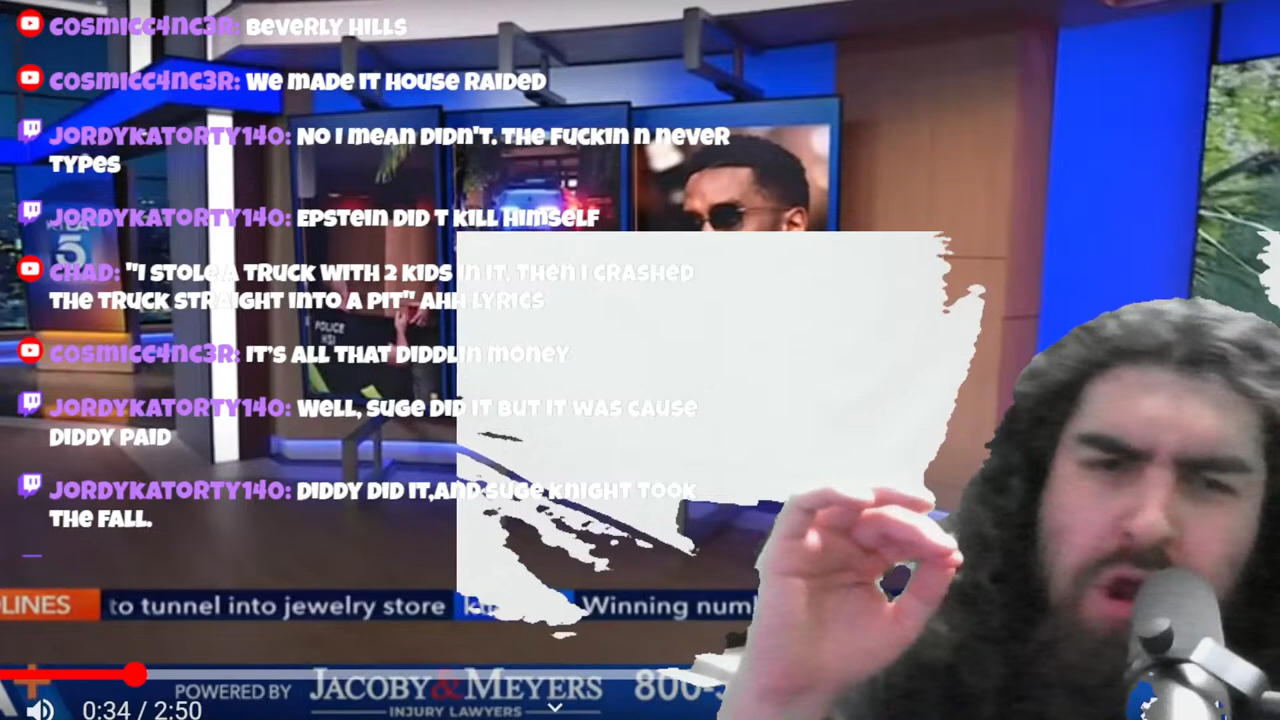 COSMICC4NC3R: BEVERLY HILLS
COSMICC4NC3R: WE MADE IT HOUSE RAIDED
JORDYKATORTY140: NO I MEAN DIDN'T. THE FUCKIN N NEVER
TYPES
JORDYKATORTY140: EPSTEIN DID T KILL HIMSELF
5
CHAD: "I STOLE A TRUCK WITH 2 KIDS IN IT, THEN I CRASHED
THE TRUCK STRAIGHT INTO A PIT" AHH LYRICS
POLICE
HSI
COSMICC4NC3R: IT'S ALL THAT DIDDLIN MONEY
JORDYKATORTY140: WELL, SUGE DID IT BUT IT WAS CAUSE
DIDDY PAID
JORDYKATORTY140: DIDDY DID IT,AND SUGE KNIGHT TOOK
THE FALL.
LINES to tunnel into jewelry store Winning num
POWERED BY JACOBY & MEYERS 800-
INJURY LAWYERS
0:34 / 2:50